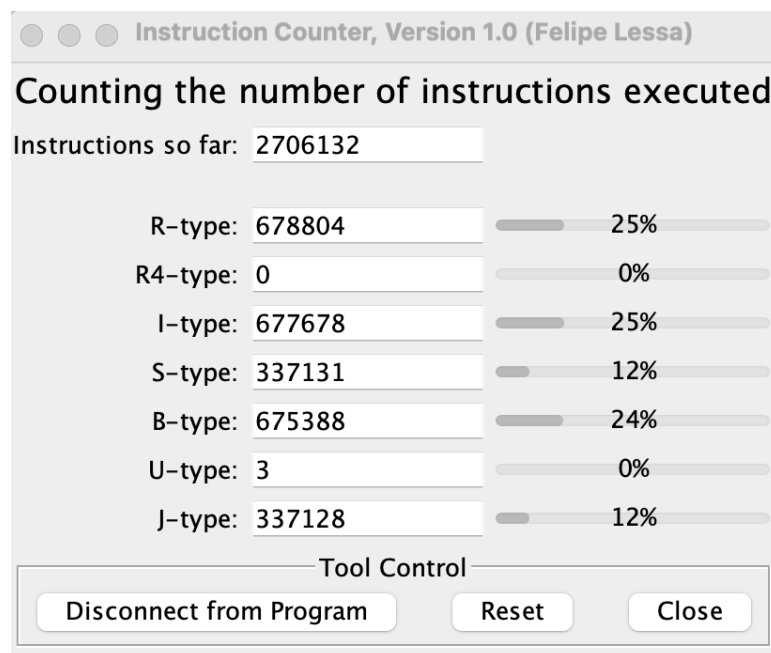 Instruction Counter, Version 1.0 (Felipe Lessa)
Counting the number of instructions executed
Instructions so far: 2706132
R-type: 678804 25%
R4-type: 0 0%
I-type: 677678 25%
S-type: 337131 12%
B-type: 675388 24%
U-type: 3 0%
J-type: 337128 12%
Tool Control
Disconnect from Program Reset Close